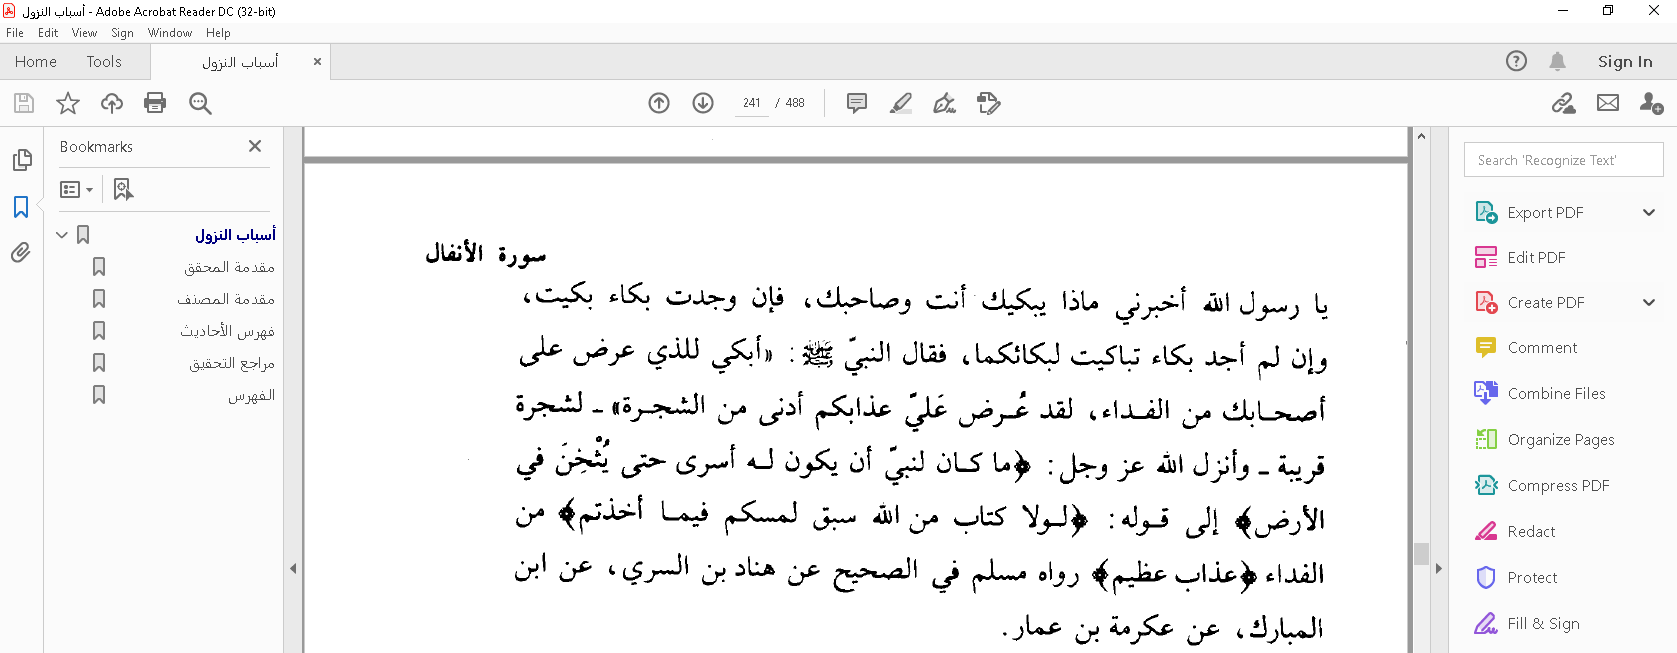 أسباب النزول - Adobe Acrobat Reader DC (32-bit)
File Edit View Sign Window Help
Home Tools أسباب النزول Sign In
241 / 488
Bookmarks
أسباب النزول
مقدمة المحقق
مقدمة المصنف
فهرس الأحاديث
مراجع التحقيق
الفهرس
سورة الأنفال
يا رسول الله أخبرني ماذا يبكيك أنت وصاحبك، فإن وجدت بكاء بكيت،
وإن لم أجد بكاء تباكيت لبكائكما، فقال النبيّ ﷺ: «أبكي للذي عرض على
أصحابك من الفداء، لقد عُرض عَليّ عذابكم أدنى من الشجرة» ـ لشجرة
قريبة ـ وأنزل الله عز وجل: ﴿ما كان لنبيّ أن يكون له أسرى حتى يُثْخِنَ في
الأرض﴾ إلى قوله: ﴿لولا كتاب من الله سبق لمسكم فيما أخذتم﴾ من
الفداء ﴿عذاب عظيم﴾ رواه مسلم في الصحيح عن هناد بن السري، عن ابن
المبارك، عن عكرمة بن عمار.
Search 'Recognize Text'
Export PDF
Edit PDF
Create PDF
Comment
Combine Files
Organize Pages
Compress PDF
Redact
Protect
Fill & Sign